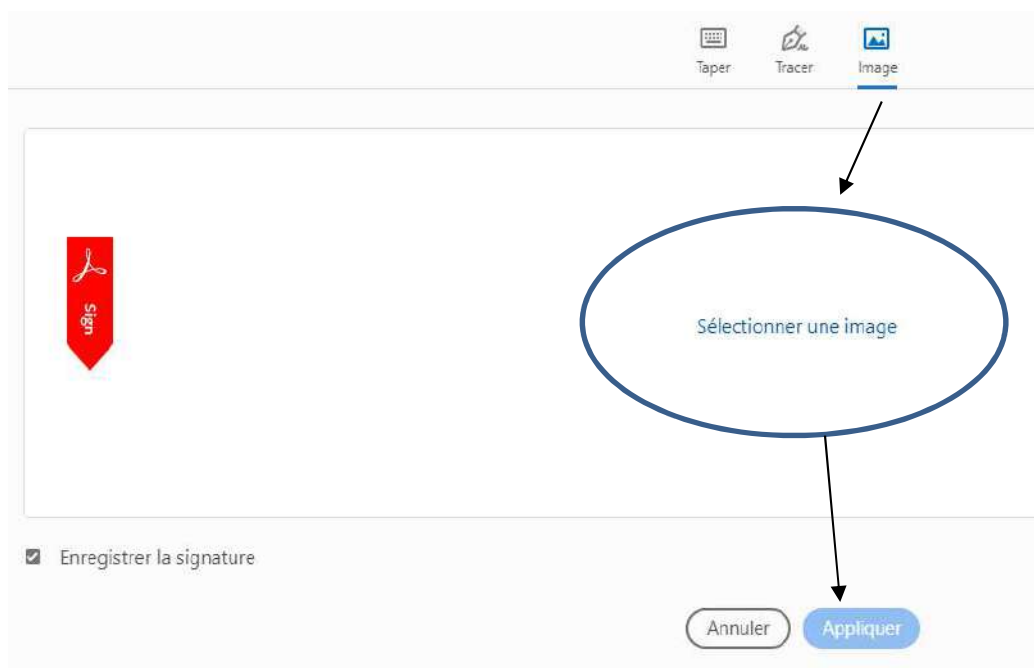 Taper Tracer Image
Sign
Sélectionner une image
Enregistrer la signature
Annuler Appliquer